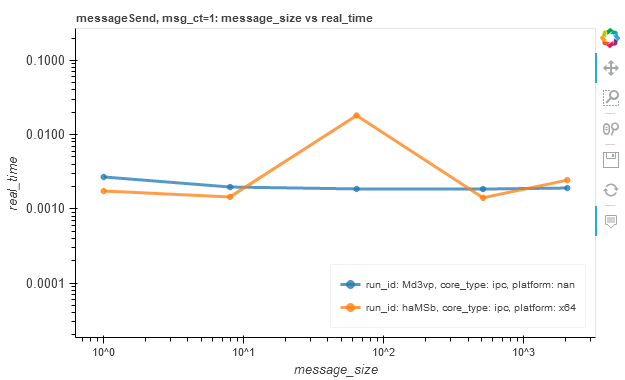 messageSend, msg_ct=1: message_size vs real_time
0.1000
0.0100
0.0010
0.0001
real_time
10^0
10^1
10^2
10^3
message_size
run_id: Md3vp, core_type: ipc, platform: nan
run_id: haMSb, core_type: ipc, platform: x64